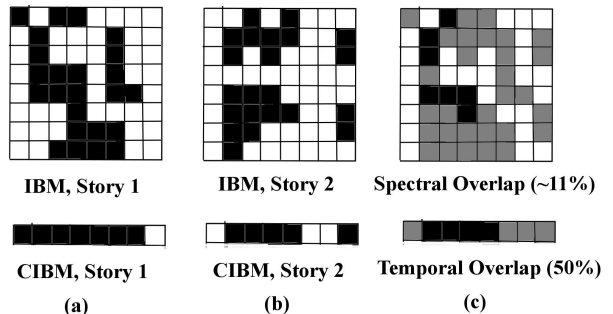 IBM, Story 1 IBM, Story 2 Spectral Overlap (~11%)
CIBM, Story 1 CIBM, Story 2 Temporal Overlap (50%)
(a) (b) (c)